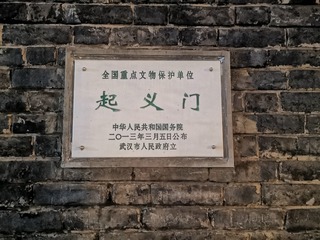 全国重点文物保护单位
起义门
中华人民共和国国务院
二〇一三年三月五日公布
武汉市人民政府立